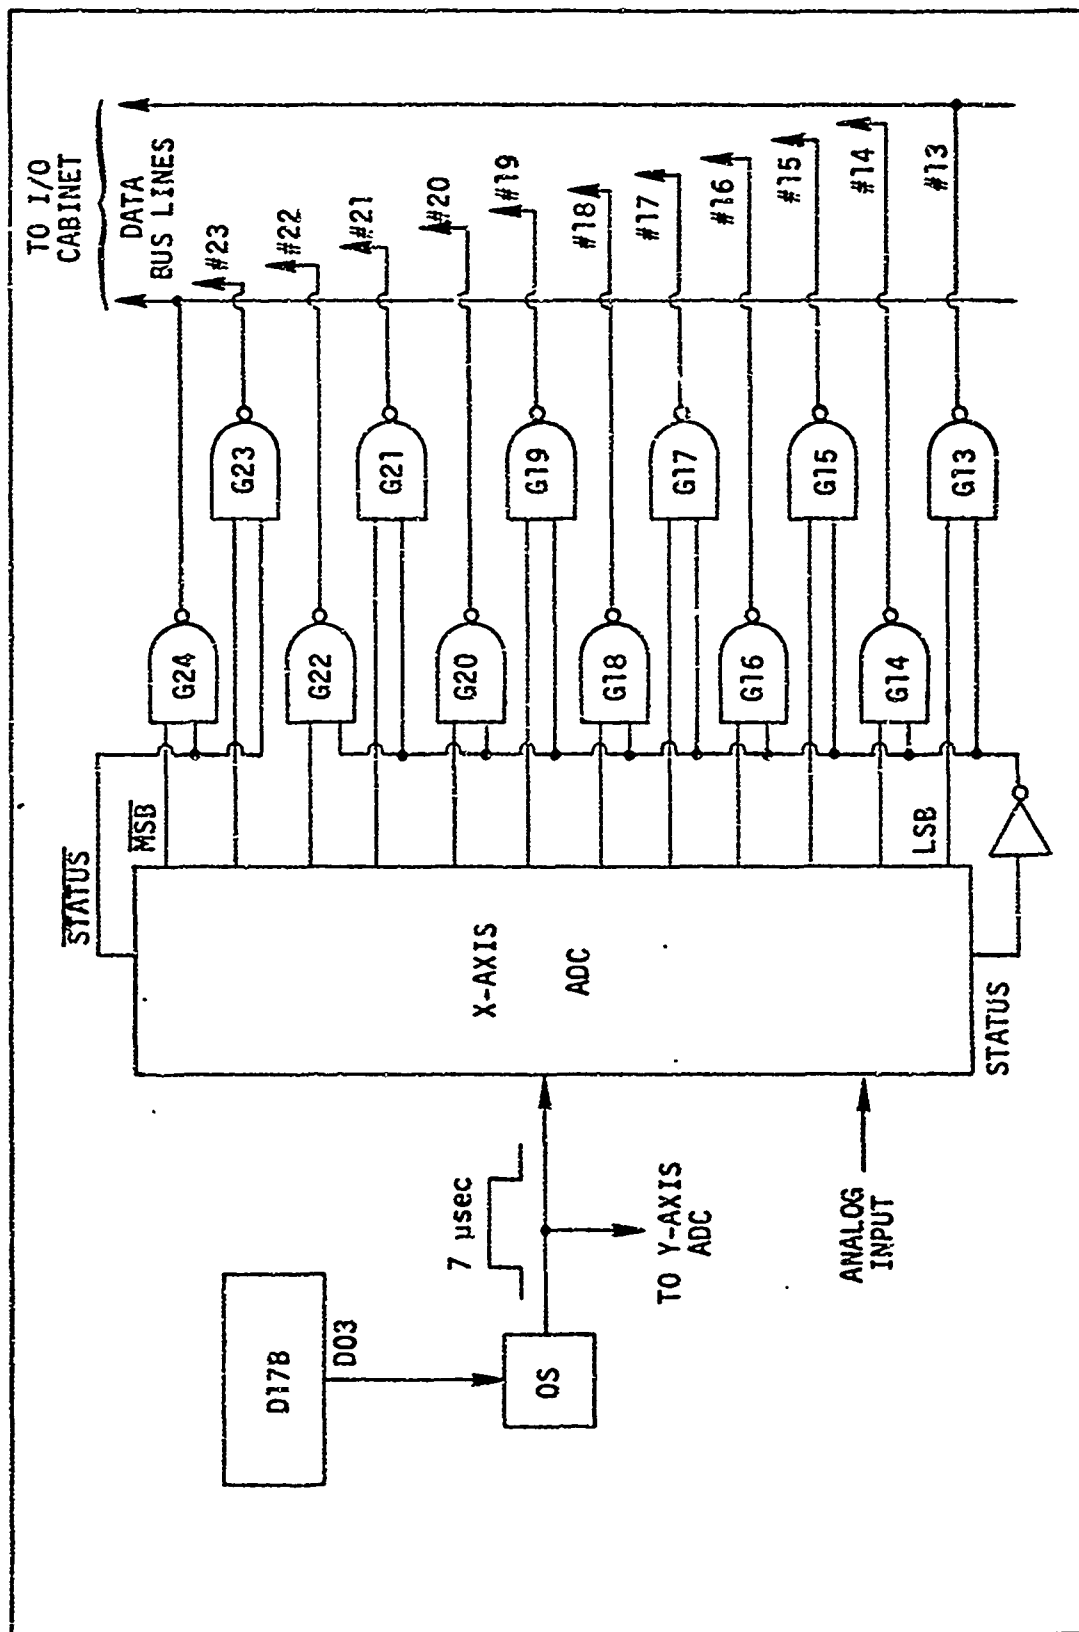 TO I/O
CABINET
DATA
BUS LINES
#23
#22
#21
#20
#19
#18
#17
#16
#15
#14
#13
G24
G23
G22
G21
G20
G19
G18
G17
G16
G15
G14
G13
STATUS
MSB
LSB
X-AXIS
ADC
STATUS
7 μsec
TO Y-AXIS
ADC
ANALOG
INPUT
D17B
DO3
OS